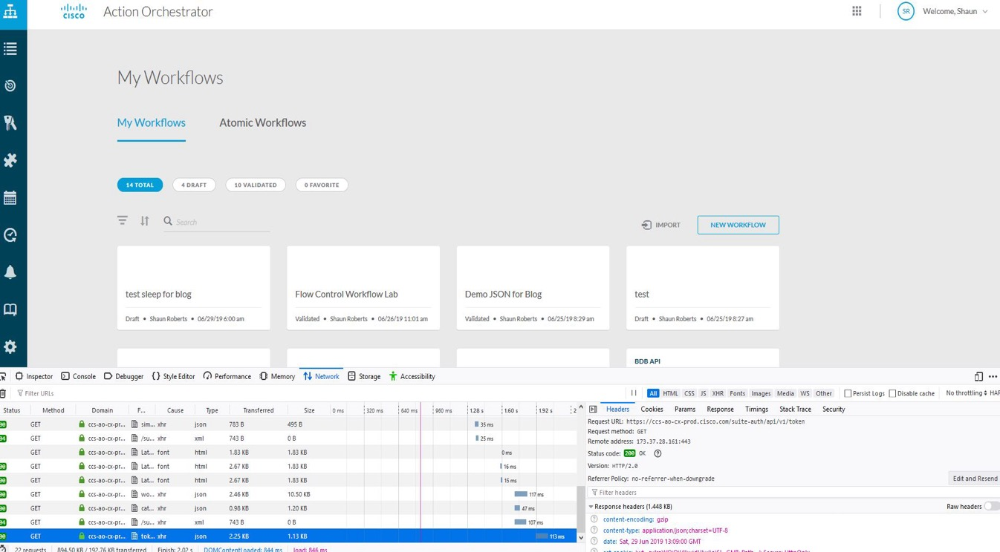 cisco Action Orchestrator SR Welcome, Shaun
My Workflows
My Workflows Atomic Workflows
14 TOTAL 4 DRAFT 10 VALIDATED 0 FAVORITE
Search IMPORT NEW WORKFLOW
test sleep for blog Flow Control Workflow Lab Demo JSON for Blog test
Draft • Shaun Roberts • 06/29/19 6:00 am Validated • Shaun Roberts • 06/26/19 11:01 am Validated • Shaun Roberts • 06/25/19 8:29 am Draft • Shaun Roberts • 06/25/19 8:27 am
BDB API
Inspector Console Debugger {} Style Editor Performance Memory Network Storage Accessibility
Filter URLs All HTML CSS JS XHR Fonts Images Media WS Other Persist Logs Disable cache No throttling HAR
Status Method Domain F... Cause Type Transferred Size 0 ms 320 ms 640 ms 960 ms 1.28 s 1.60 s 1.92 s 2
Headers Cookies Params Response Timings Stack Trace Security
GET ccs-ao-cx-pr... sim... xhr json 783 B 495 B 35 ms
GET ccs-ao-cx-pr... /su... xhr xml 743 B 0 B 25 ms
GET ccs-ao-cx-pr... Lat... font html 1.83 KB 1.83 KB 0 ms
GET ccs-ao-cx-pr... Lat... font html 2.67 KB 1.83 KB 16 ms
GET ccs-ao-cx-pr... Lat... font html 2.67 KB 1.83 KB 15 ms
GET ccs-ao-cx-pr... wo... xhr json 2.46 KB 10.50 KB 117 ms
GET ccs-ao-cx-pr... cat... xhr json 0.98 KB 1.20 KB 47 ms
GET ccs-ao-cx-pr... /su... xhr xml 743 B 0 B 107 ms
GET ccs-ao-cx-pr... tok... xhr json 2.25 KB 1.13 KB 113 ms
22 requests 894.50 KB / 192.76 KB transferred Finish: 2.02 s DOMContentLoaded: 844 ms load: 846 ms
Request URL: https://ccs-ao-cx-prod.cisco.com/suite-auth/api/v1/token
Request method: GET
Remote address: 173.37.28.161:443
Status code: 200 OK
Version: HTTP/2.0
Referrer Policy: no-referrer-when-downgrade Edit and Resend
Filter headers
Response headers (1.448 KB) Raw headers
content-encoding: gzip
content-type: application/json;charset=UTF-8
date: Sat, 29 Jun 2019 13:09:00 GMT